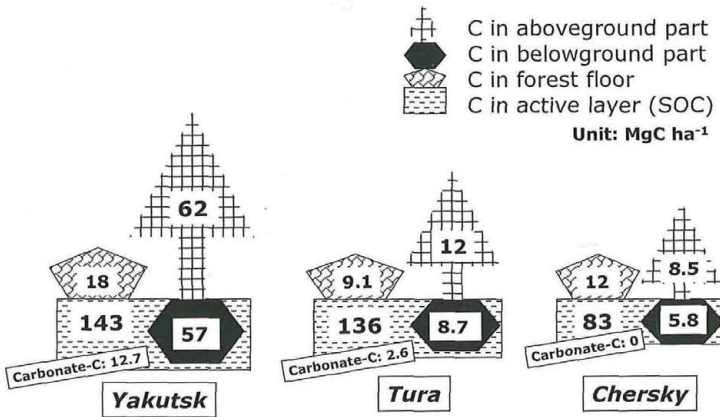 C in aboveground part
C in belowground part
C in forest floor
C in active layer (SOC)
Unit: MgC ha⁻¹
62
18
143
57
Carbonate-C: 12.7
Yakutsk
12
9.1
136
8.7
Carbonate-C: 2.6
Tura
8.5
12
83
5.8
Carbonate-C: 0
Chersky